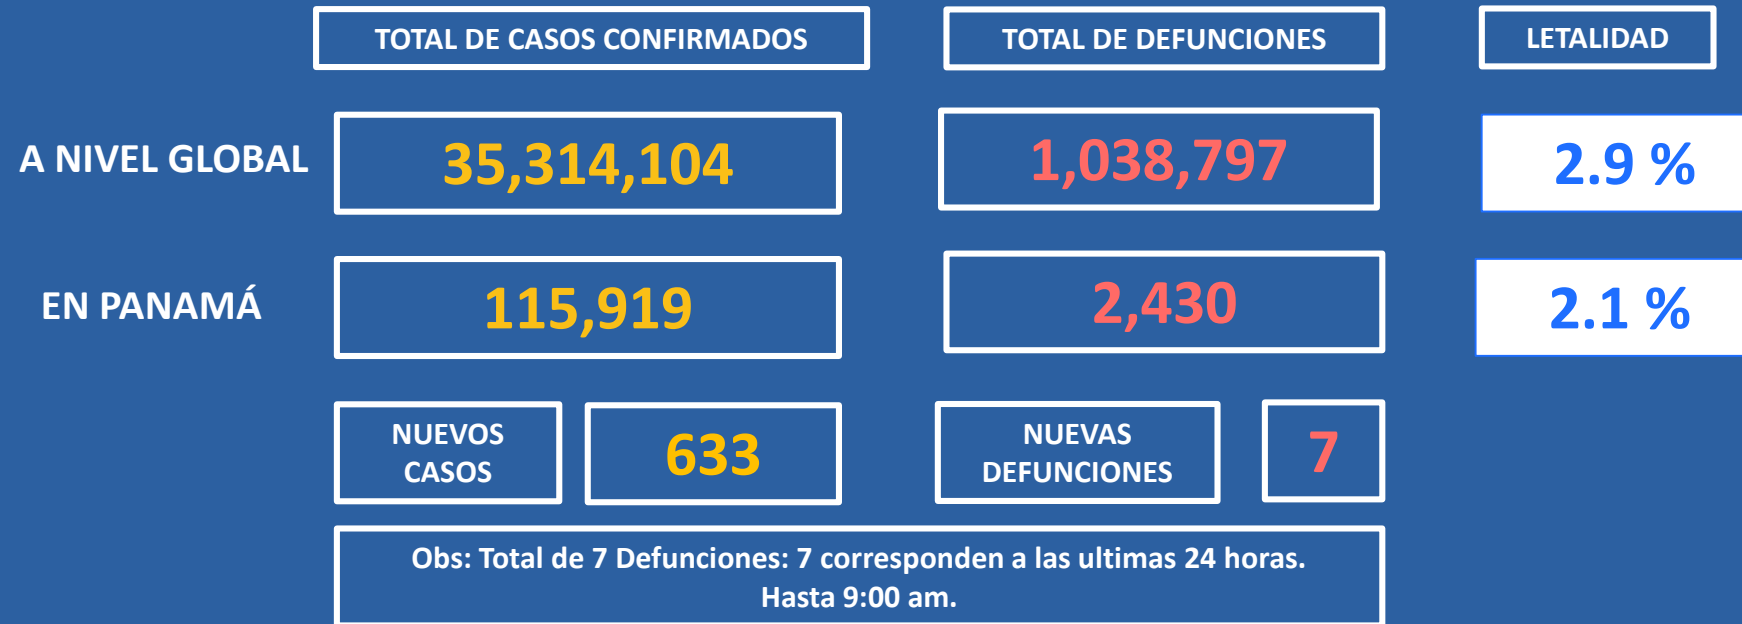 TOTAL DE CASOS CONFIRMADOS
TOTAL DE DEFUNCIONES
LETALIDAD
A NIVEL GLOBAL
35,314,104
1,038,797
2.9 %
EN PANAMÁ
115,919
2,430
2.1 %
NUEVOS
CASOS
633
NUEVAS
DEFUNCIONES
7
Obs: Total de 7 Defunciones: 7 corresponden a las ultimas 24 horas.
Hasta 9:00 am.